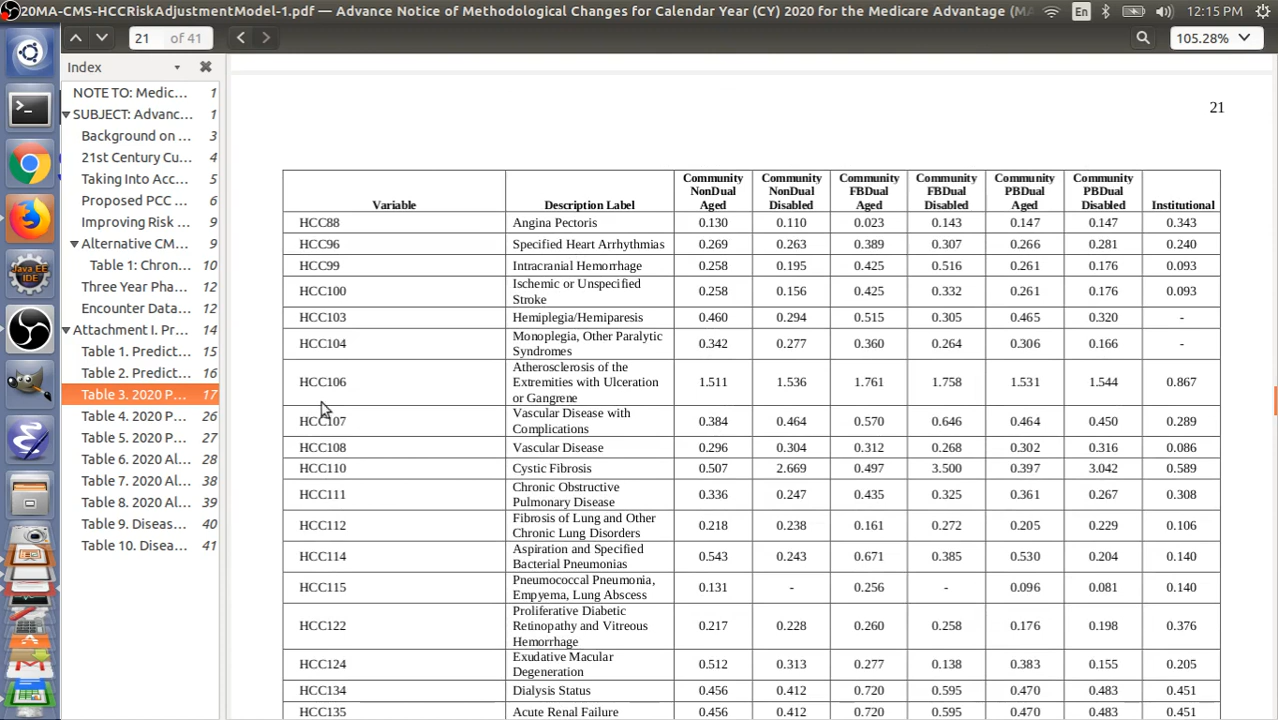 20MA-CMS-HCCRiskAdjustmentModel-1.pdf — Advance Notice of Methodological Changes for Calendar Year (CY) 2020 for the Medicare Advantage (M
En 12:15 PM
21 of 41 105.28%
Index
NOTE TO: Medic... 1
SUBJECT: Advanc... 1
Background on ... 3
21st Century Cu... 4
Taking Into Acc... 5
Proposed PCC ... 6
Improving Risk ... 9
Alternative CM... 9
Table 1: Chron... 10
Three Year Pha... 12
Encounter Data... 12
Attachment I. Pr... 14
Table 1. Predict... 15
Table 2. Predict... 16
Table 3. 2020 P... 17
Table 4. 2020 P... 26
Table 5. 2020 P... 27
Table 6. 2020 Al... 28
Table 7. 2020 Al... 38
Table 8. 2020 Al... 39
Table 9. Diseas... 40
Table 10. Disea... 41
Java EE
IDE
21
Variable
Description Label
Community
NonDual
Aged
Community
NonDual
Disabled
Community
FBDual
Aged
Community
FBDual
Disabled
Community
PBDual
Aged
Community
PBDual
Disabled
Institutional
HCC88 Angina Pectoris 0.130 0.110 0.023 0.143 0.147 0.147 0.343
HCC96 Specified Heart Arrhythmias 0.269 0.263 0.389 0.307 0.266 0.281 0.240
HCC99 Intracranial Hemorrhage 0.258 0.195 0.425 0.516 0.261 0.176 0.093
HCC100 Ischemic or Unspecified
Stroke 0.258 0.156 0.425 0.332 0.261 0.176 0.093
HCC103 Hemiplegia/Hemiparesis 0.460 0.294 0.515 0.305 0.465 0.320 -
HCC104 Monoplegia, Other Paralytic
Syndromes 0.342 0.277 0.360 0.264 0.306 0.166 -
HCC106 Atherosclerosis of the
Extremities with Ulceration
or Gangrene 1.511 1.536 1.761 1.758 1.531 1.544 0.867
HCC107 Vascular Disease with
Complications 0.384 0.464 0.570 0.646 0.464 0.450 0.289
HCC108 Vascular Disease 0.296 0.304 0.312 0.268 0.302 0.316 0.086
HCC110 Cystic Fibrosis 0.507 2.669 0.497 3.500 0.397 3.042 0.589
HCC111 Chronic Obstructive
Pulmonary Disease 0.336 0.247 0.435 0.325 0.361 0.267 0.308
HCC112 Fibrosis of Lung and Other
Chronic Lung Disorders 0.218 0.238 0.161 0.272 0.205 0.229 0.106
HCC114 Aspiration and Specified
Bacterial Pneumonias 0.543 0.243 0.671 0.385 0.530 0.204 0.140
HCC115 Pneumococcal Pneumonia,
Empyema, Lung Abscess 0.131 - 0.256 - 0.096 0.081 0.140
HCC122 Proliferative Diabetic
Retinopathy and Vitreous
Hemorrhage 0.217 0.228 0.260 0.258 0.176 0.198 0.376
HCC124 Exudative Macular
Degeneration 0.512 0.313 0.277 0.138 0.383 0.155 0.205
HCC134 Dialysis Status 0.456 0.412 0.720 0.595 0.470 0.483 0.451
HCC135 Acute Renal Failure 0.456 0.412 0.720 0.595 0.470 0.483 0.451